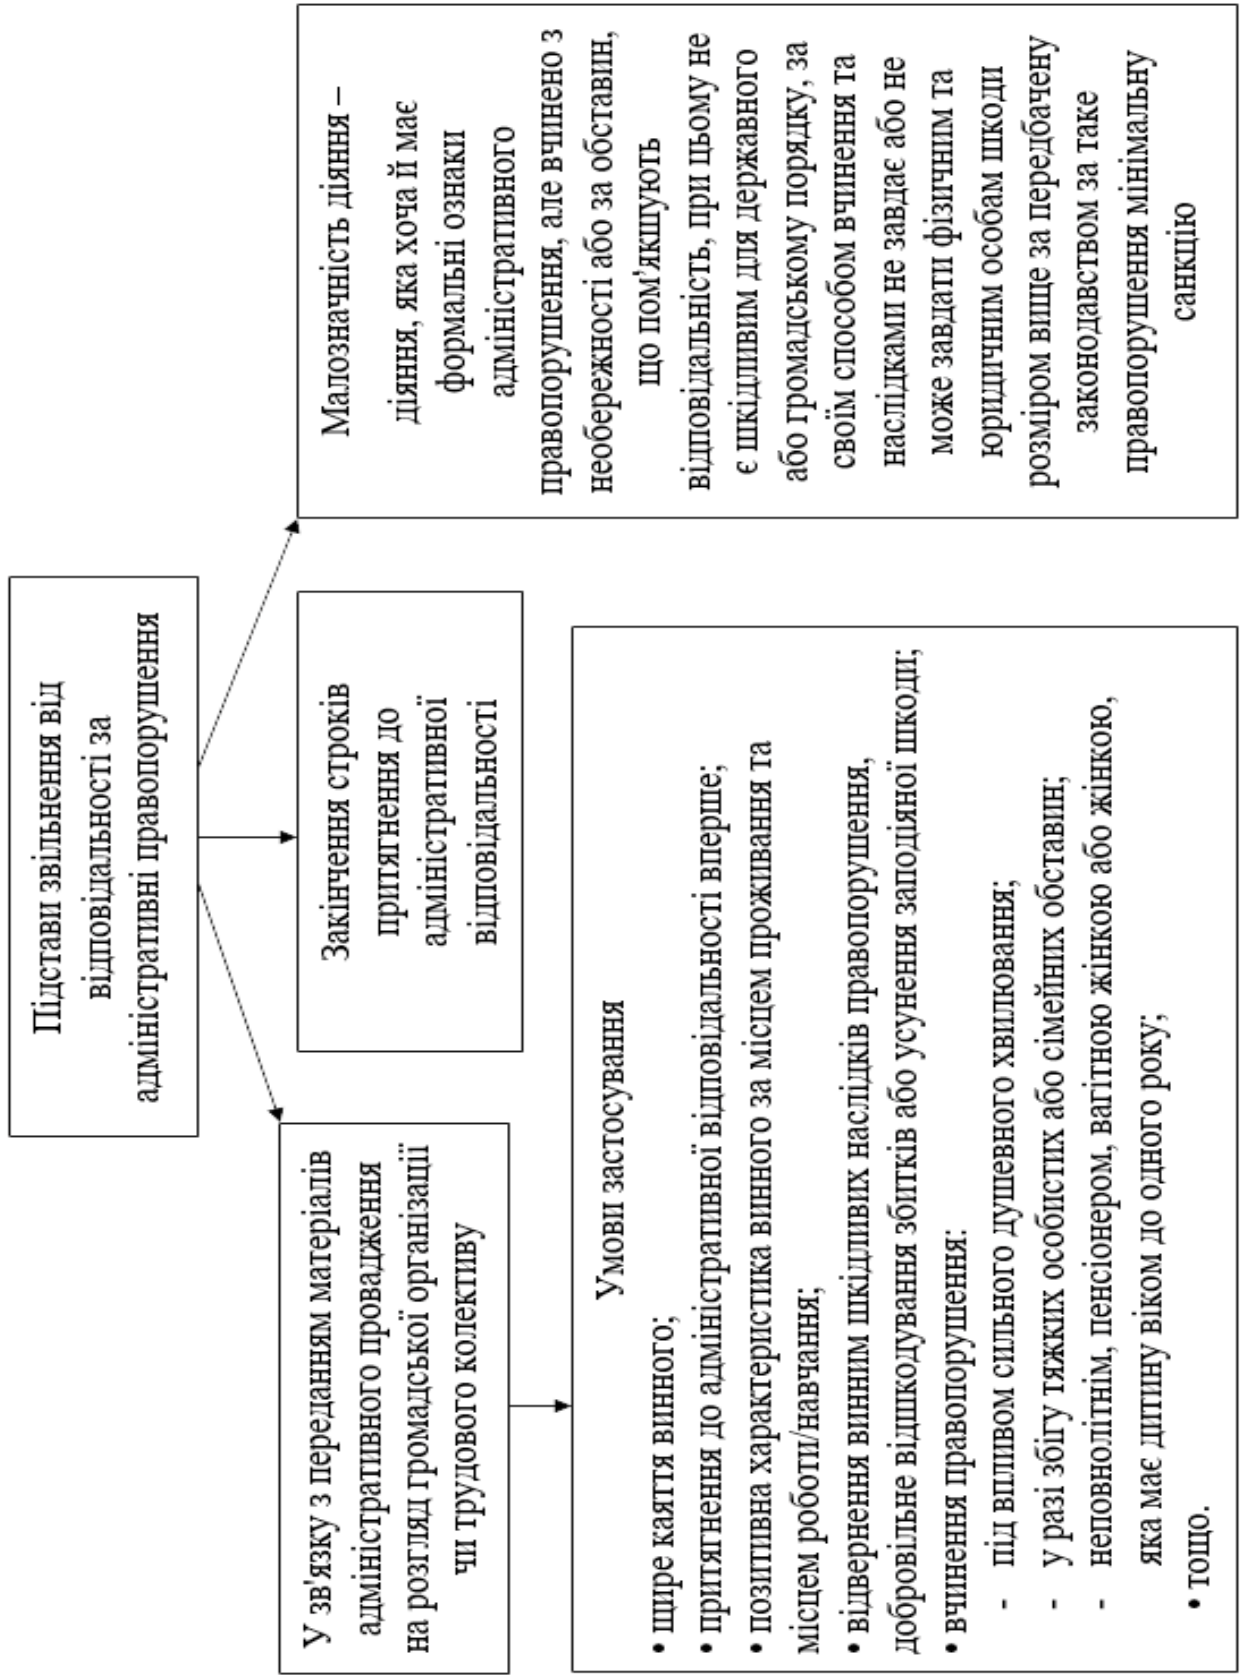 Підстави звільнення від
відповідальності за
адміністративні правопорушення
У зв'язку з переданням матеріалів
адміністративного провадження
на розгляд громадської організації
чи трудового колективу
Закінчення строків
притягнення до
адміністративної
відповідальності
Малозначність діяння –
діяння, яка хоча й має
формальні ознаки
адміністративного
правопорушення, але вчинено з
необережності або за обставин,
що пом'якшують
відповідальність, при цьому не
є шкідливим для державного
або громадському порядку, за
своїм способом вчинення та
наслідками не завдає або не
може завдати фізичним та
юридичним особам шкоди
розміром вище за передбачену
законодавством за таке
правопорушення мінімальну
санкцію
Умови застосування
• щире каяття винного;
• притягнення до адміністративної відповідальності вперше;
• позитивна характеристика винного за місцем проживання та
місцем роботи/навчання;
• відвернення винним шкідливих наслідків правопорушення,
добровільне відшкодування збитків або усунення заподіяної шкоди;
• вчинення правопорушення:
- під впливом сильного душевного хвилювання;
- у разі збігу тяжких особистих або сімейних обставин;
- неповнолітнім, пенсіонером, вагітною жінкою або жінкою,
яка має дитину віком до одного року;
• тощо.